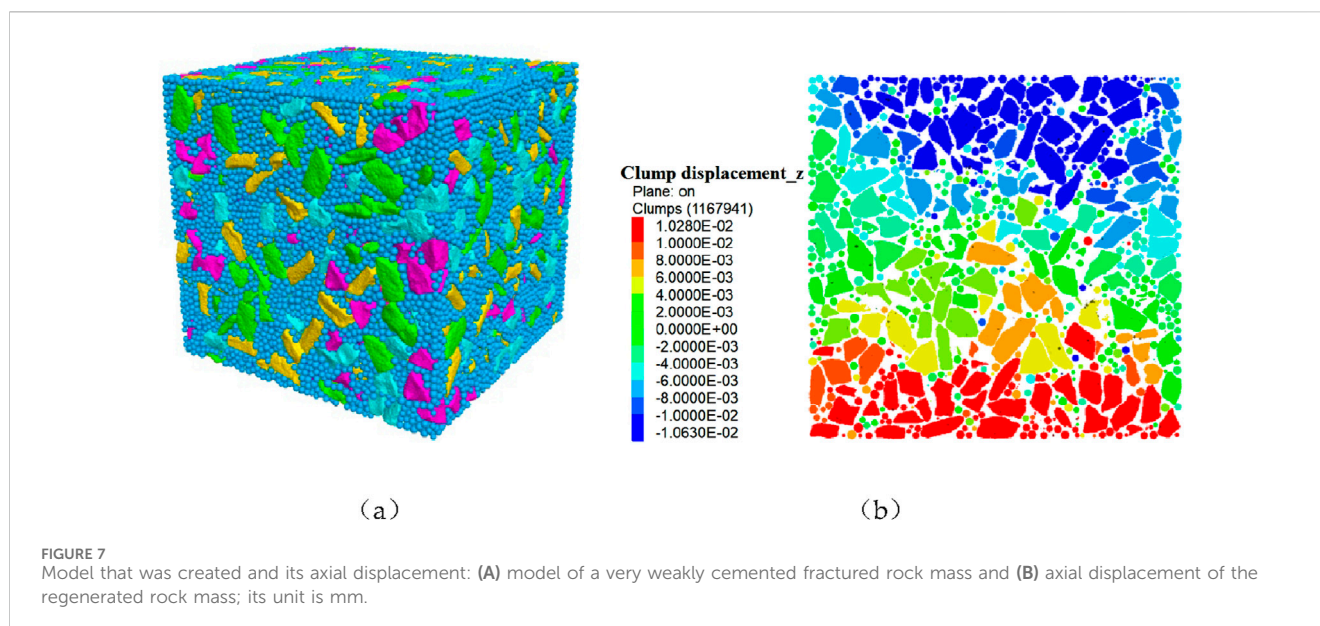 Clump displacement_z
Plane: on
Clumps (1167941)
1.0280E-02
1.0000E-02
8.0000E-03
6.0000E-03
4.0000E-03
2.0000E-03
0.0000E+00
-2.0000E-03
-4.0000E-03
-6.0000E-03
-8.0000E-03
-1.0000E-02
-1.0630E-02
(a)
(b)
FIGURE 7
Model that was created and its axial displacement: (A) model of a very weakly cemented fractured rock mass and (B) axial displacement of the
regenerated rock mass; its unit is mm.